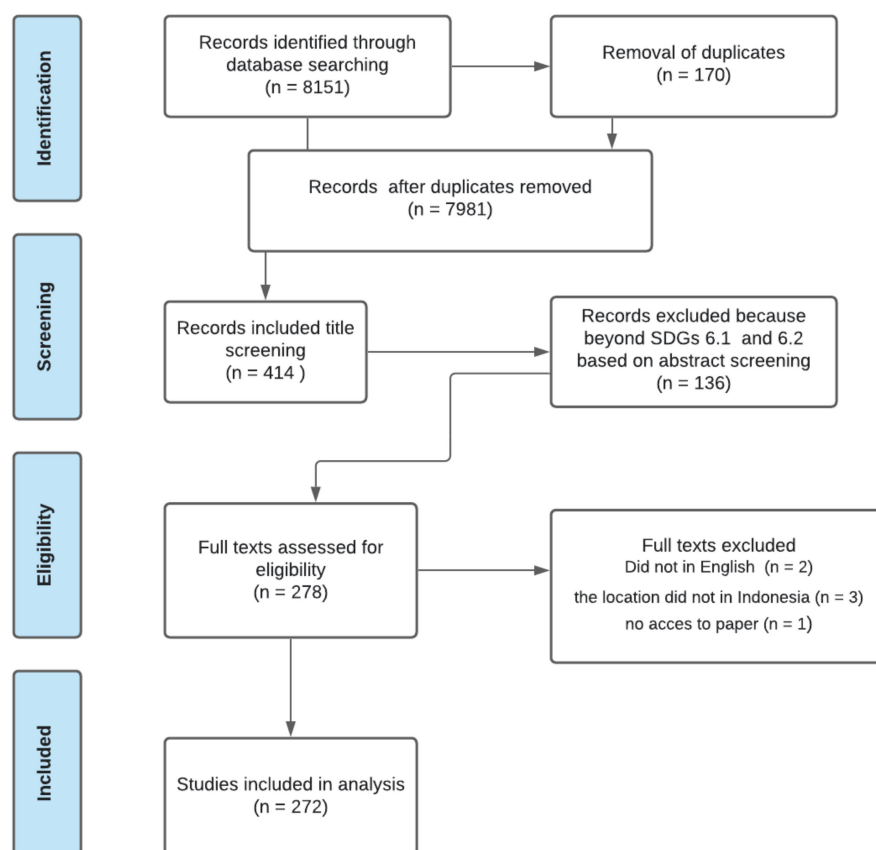 Identification
Records identified through
database searching
(n = 8151)
Removal of duplicates
(n = 170)
Records after duplicates removed
(n = 7981)
Screening
Records included title
screening
(n = 414 )
Records excluded because
beyond SDGs 6.1 and 6.2
based on abstract screening
(n = 136)
Eligibility
Full texts assessed for
eligibility
(n = 278)
Full texts excluded
Did not in English (n = 2)
the location did not in Indonesia (n = 3)
no acces to paper (n = 1)
Included
Studies included in analysis
(n = 272)